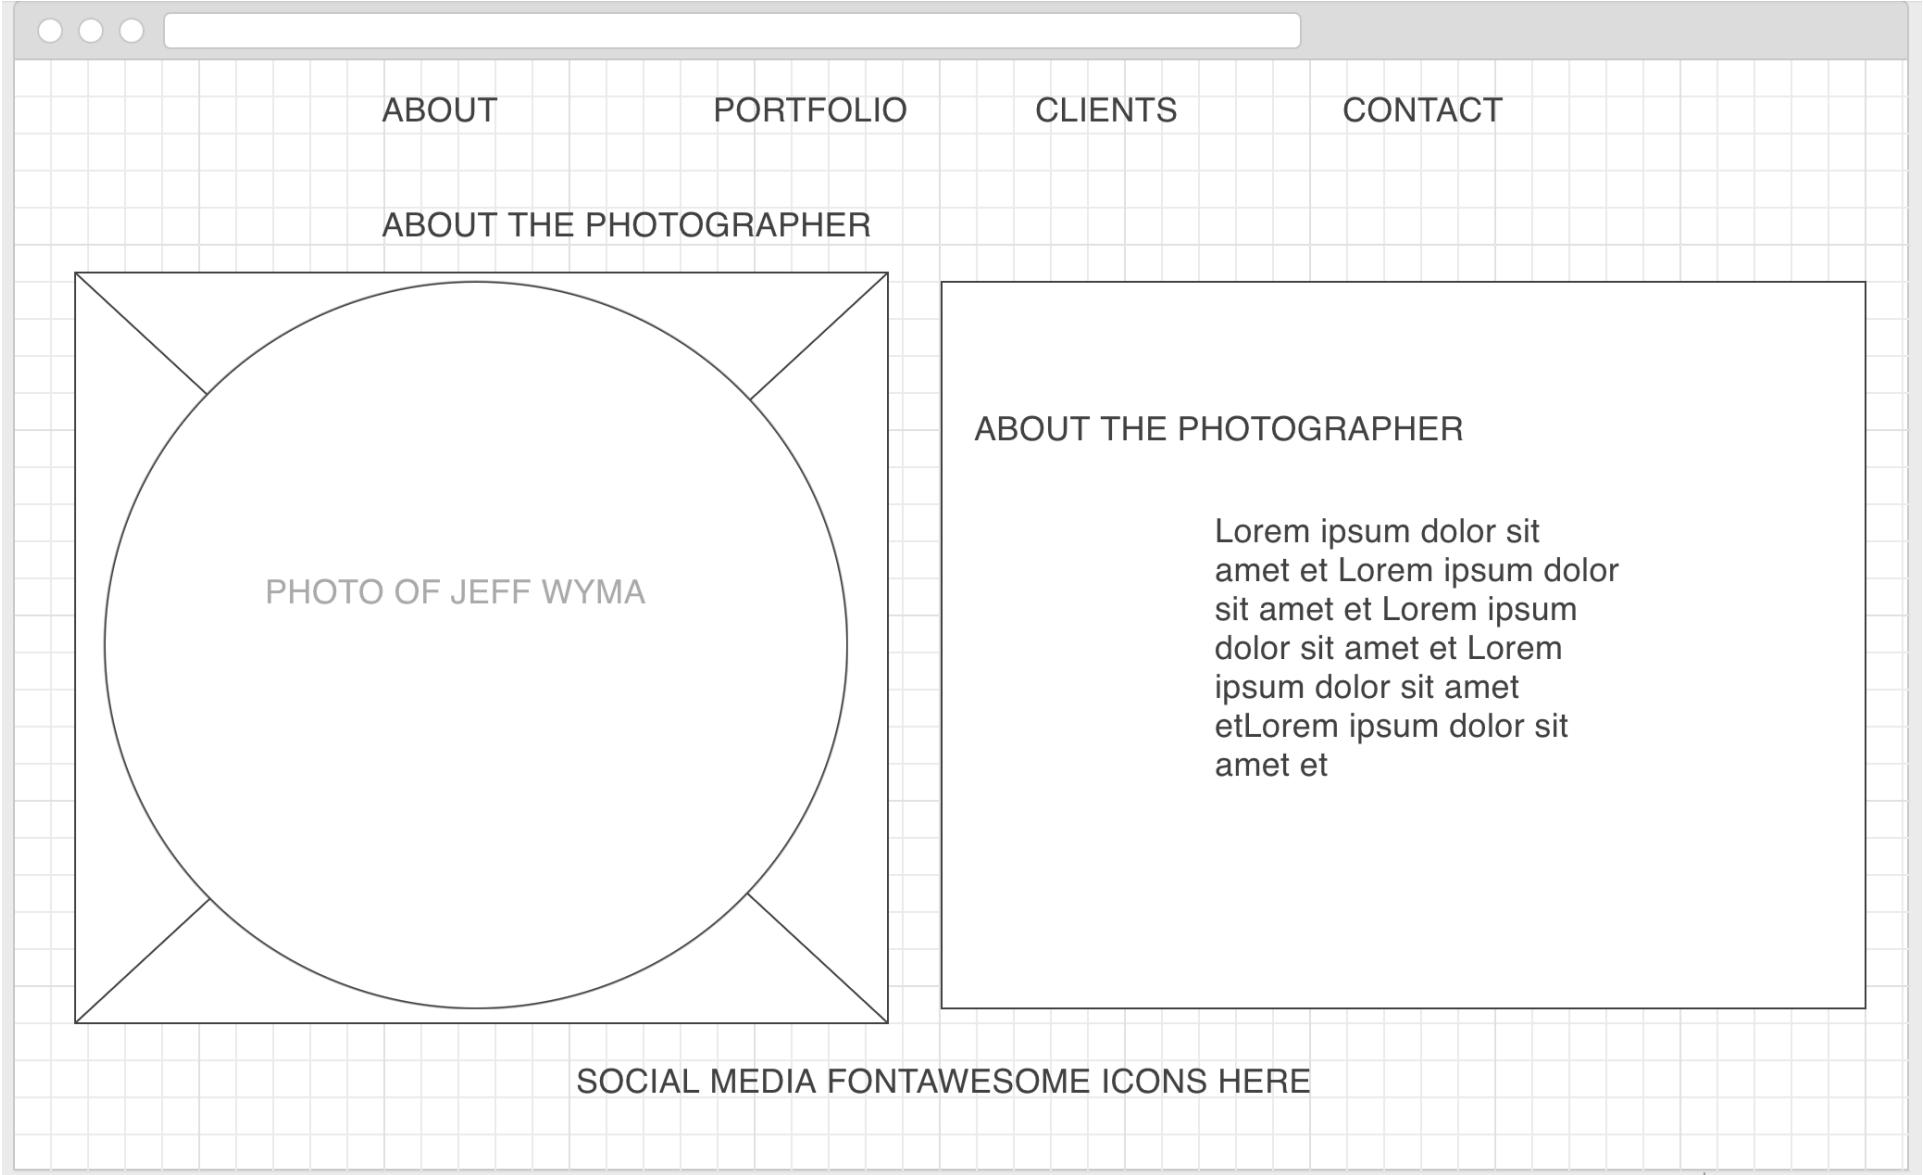 ABOUT PORTFOLIO CLIENTS CONTACT
ABOUT THE PHOTOGRAPHER
PHOTO OF JEFF WYMA
ABOUT THE PHOTOGRAPHER
Lorem ipsum dolor sit
amet et Lorem ipsum dolor
sit amet et Lorem ipsum
dolor sit amet et Lorem
ipsum dolor sit amet
etLorem ipsum dolor sit
amet et
SOCIAL MEDIA FONTAWESOME ICONS HERE